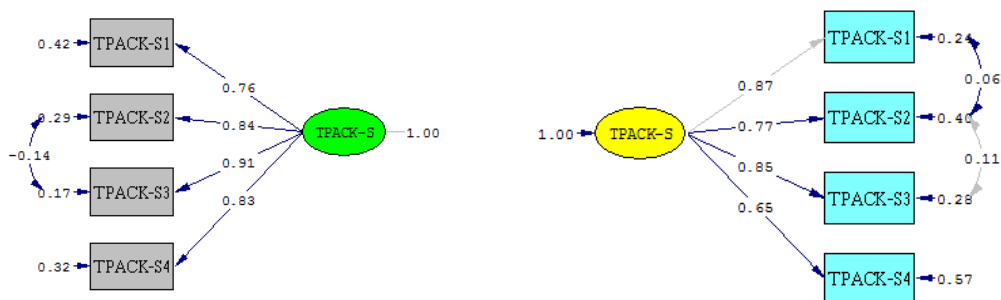 0.42
TPACK-S1
0.76
0.29
TPACK-S2
0.84
-0.14
TPACK-S
1.00
0.91
0.17
TPACK-S3
0.83
0.32
TPACK-S4
TPACK-S1
0.24
0.87
0.06
1.00
TPACK-S
0.77
TPACK-S2
0.40
0.85
0.11
0.65
TPACK-S3
0.28
TPACK-S4
0.57